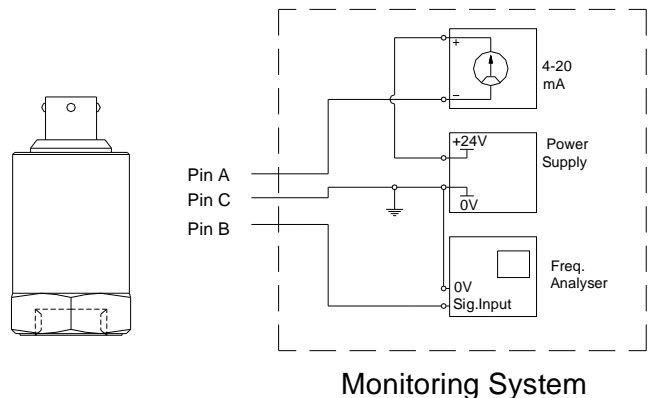 +
4-20
mA
−
+24V
Power
Supply
Pin A
Pin C
0V
Pin B
Freq.
Analyser
0V
Sig.Input
Monitoring System